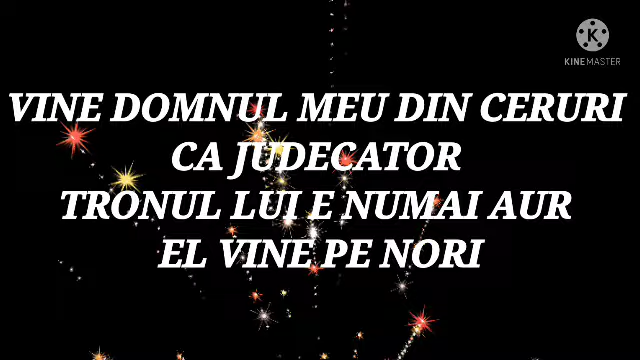 KINEMASTER
VINE DOMNUL MEU DIN CERURI
CA JUDECATOR
TRONUL LUI E NUMAI AUR
EL VINE PE NORI